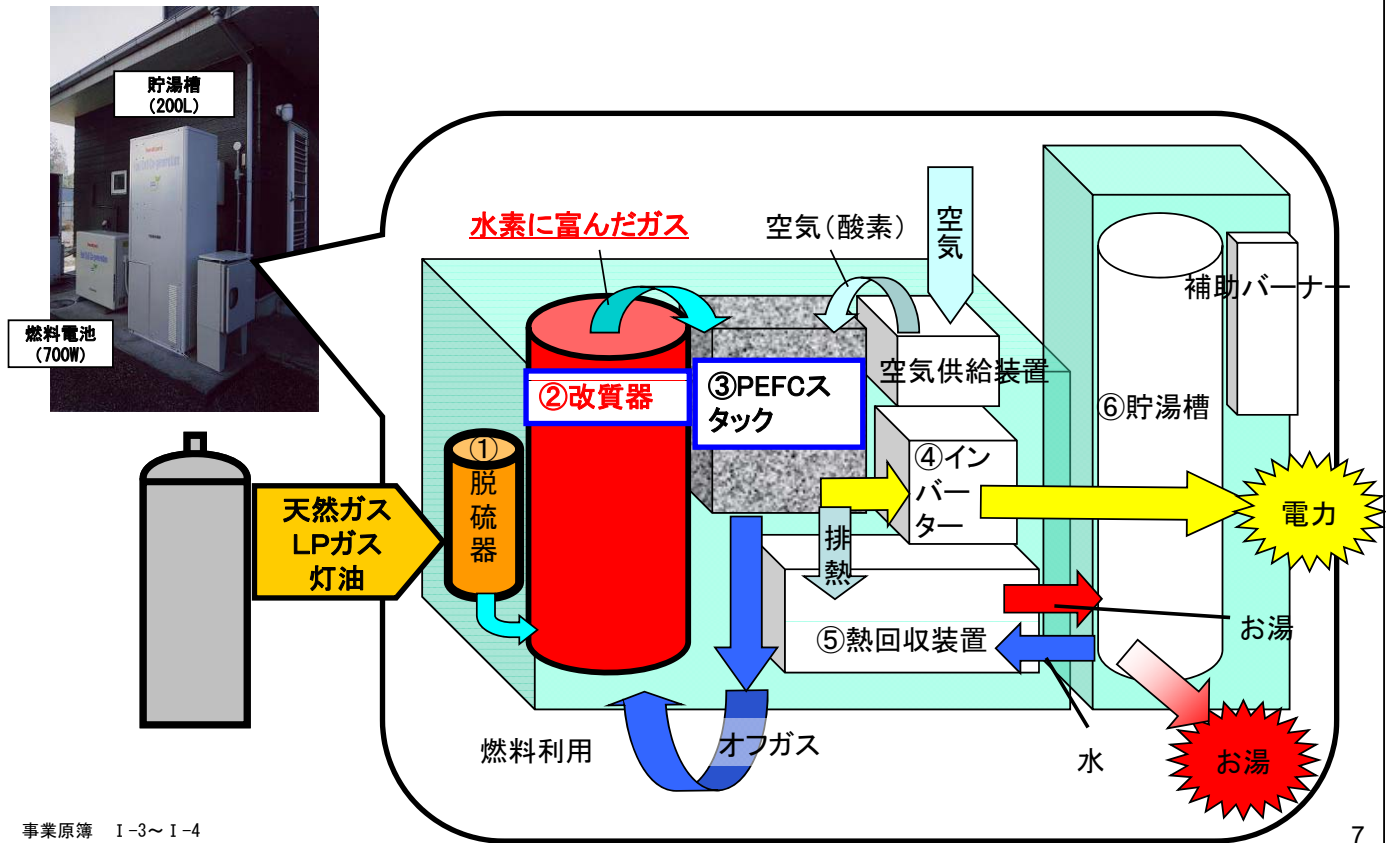 貯湯槽
(200L)
燃料電池
(700W)
水素に富んだガス
空気(酸素)
空気
補助バーナー
空気供給装置
②改質器
③PEFCス
タック
⑥貯湯槽
①
脱硫器
④イン
バー
ター
天然ガス
LPガス
灯油
電力
排熱
⑤熱回収装置
お湯
燃料利用
オフガス
水
お湯
事業原簿 Ⅰ-3~Ⅰ-4
7